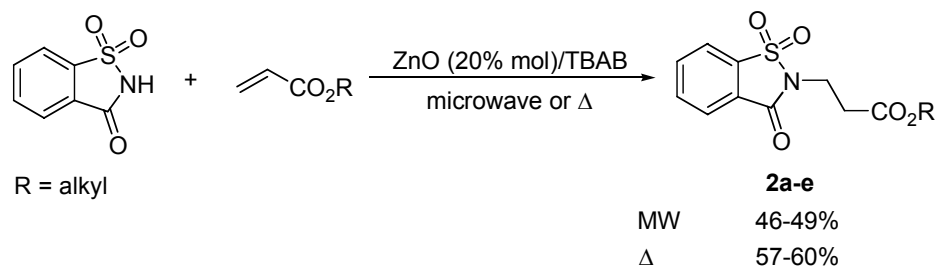 O O
S
NH
O
R = alkyl
+
CO2R
ZnO (20% mol)/TBAB
microwave or Δ
O O
S
N
O
CO2R
2a-e
MW 46-49%
Δ 57-60%